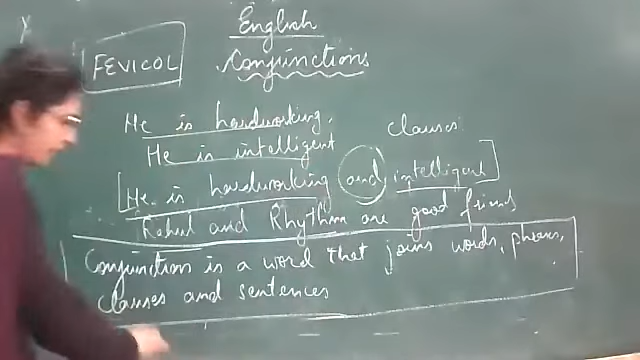 English
FEVICOL
Conjunctions
He is hardworking.
clauses
He is intelligent
[He is hardworking and intelligent]
Rahul and Rhythm are good friends
Conjunction is a word that joins words, phrases,
clauses and sentences